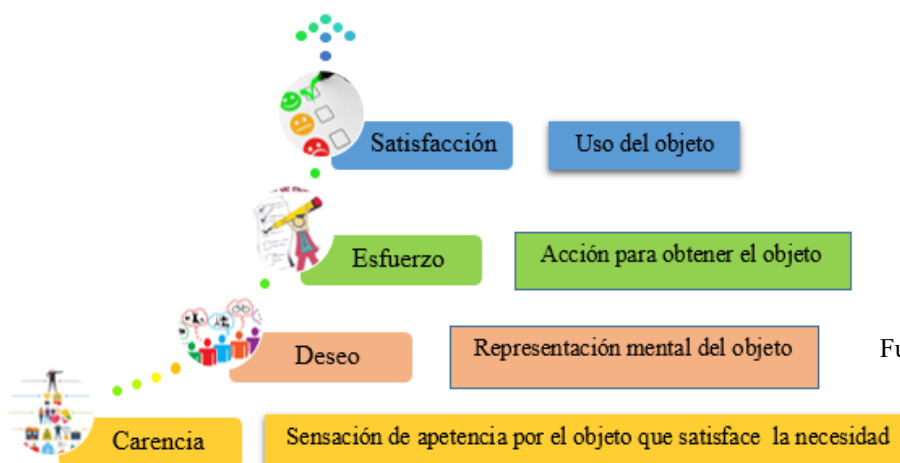 Satisfacción Uso del objeto
Esfuerzo Acción para obtener el objeto
Deseo Representación mental del objeto Fu
Carencia Sensación de apetencia por el objeto que satisface la necesidad